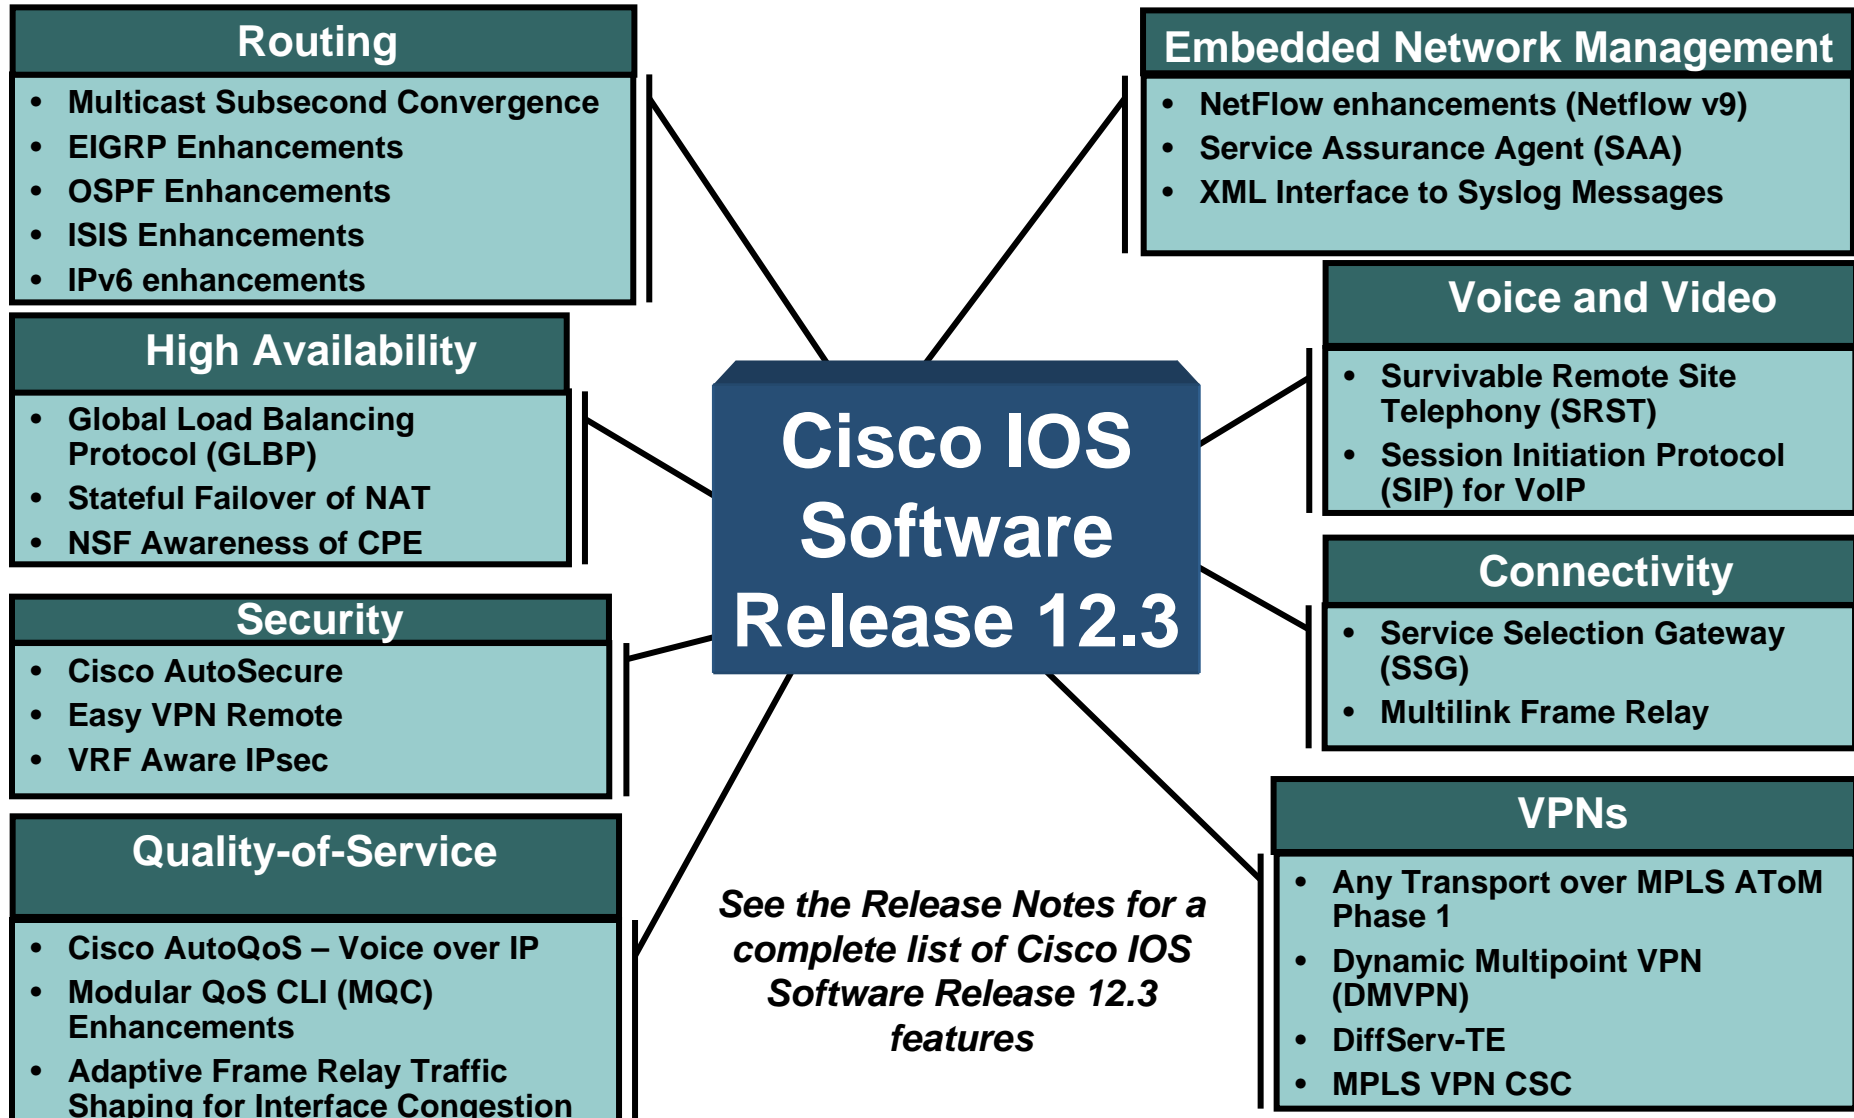 Routing
• Multicast Subsecond Convergence
• EIGRP Enhancements
• OSPF Enhancements
• ISIS Enhancements
• IPv6 enhancements
High Availability
• Global Load Balancing
Protocol (GLBP)
• Stateful Failover of NAT
• NSF Awareness of CPE
Security
• Cisco AutoSecure
• Easy VPN Remote
• VRF Aware IPsec
Quality-of-Service
• Cisco AutoQoS – Voice over IP
• Modular QoS CLI (MQC)
Enhancements
• Adaptive Frame Relay Traffic
Shaping for Interface Congestion
Cisco IOS
Software
Release 12.3
See the Release Notes for a
complete list of Cisco IOS
Software Release 12.3
features
Embedded Network Management
• NetFlow enhancements (Netflow v9)
• Service Assurance Agent (SAA)
• XML Interface to Syslog Messages
Voice and Video
• Survivable Remote Site
Telephony (SRST)
• Session Initiation Protocol
(SIP) for VoIP
Connectivity
• Service Selection Gateway
(SSG)
• Multilink Frame Relay
VPNs
• Any Transport over MPLS AToM
Phase 1
• Dynamic Multipoint VPN
(DMVPN)
• DiffServ-TE
• MPLS VPN CSC